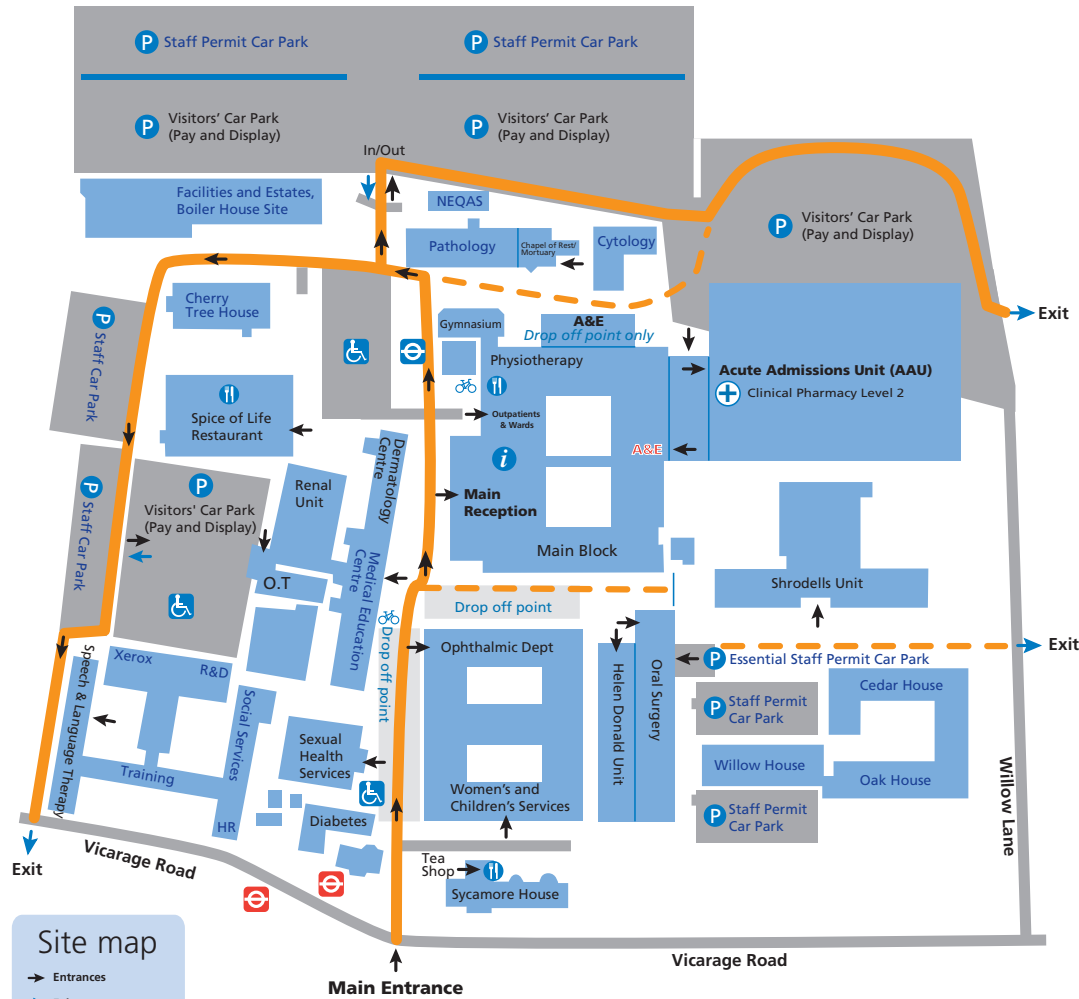 P Staff Permit Car Park
P Staff Permit Car Park
P Visitors' Car Park
(Pay and Display)
P Visitors' Car Park
(Pay and Display)
In/Out
Facilities and Estates,
Boiler House Site
NEQAS
Pathology
Chapel of Rest/
Mortuary
Cytology
P Visitors' Car Park
(Pay and Display)
Exit
Cherry
Tree House
P Staff Car Park
Gymnasium
A&E
Drop off point only
Physiotherapy
Acute Admissions Unit (AAU)
Clinical Pharmacy Level 2
Spice of Life
Restaurant
Outpatients
& Wards
A&E
i
Main
Reception
Main Block
Dermatology
Centre
Medical Education
Centre
P Staff Car Park
P
Visitors' Car Park
(Pay and Display)
Renal
Unit
O.T
Shrodells Unit
Drop off point
Drop off point
Ophthalmic Dept
Helen Donald Unit
Oral Surgery
P Essential Staff Permit Car Park
Exit
P Staff Permit
Car Park
Cedar House
Willow House
Oak House
P Staff Permit
Car Park
Willow Lane
Speech & Language Therapy
Xerox
R&D
Social Services
Training
HR
Sexual
Health
Services
Diabetes
Women's and
Children's Services
Tea
Shop
Sycamore House
Exit
Vicarage Road
Vicarage Road
Main Entrance
Site map
Entrances